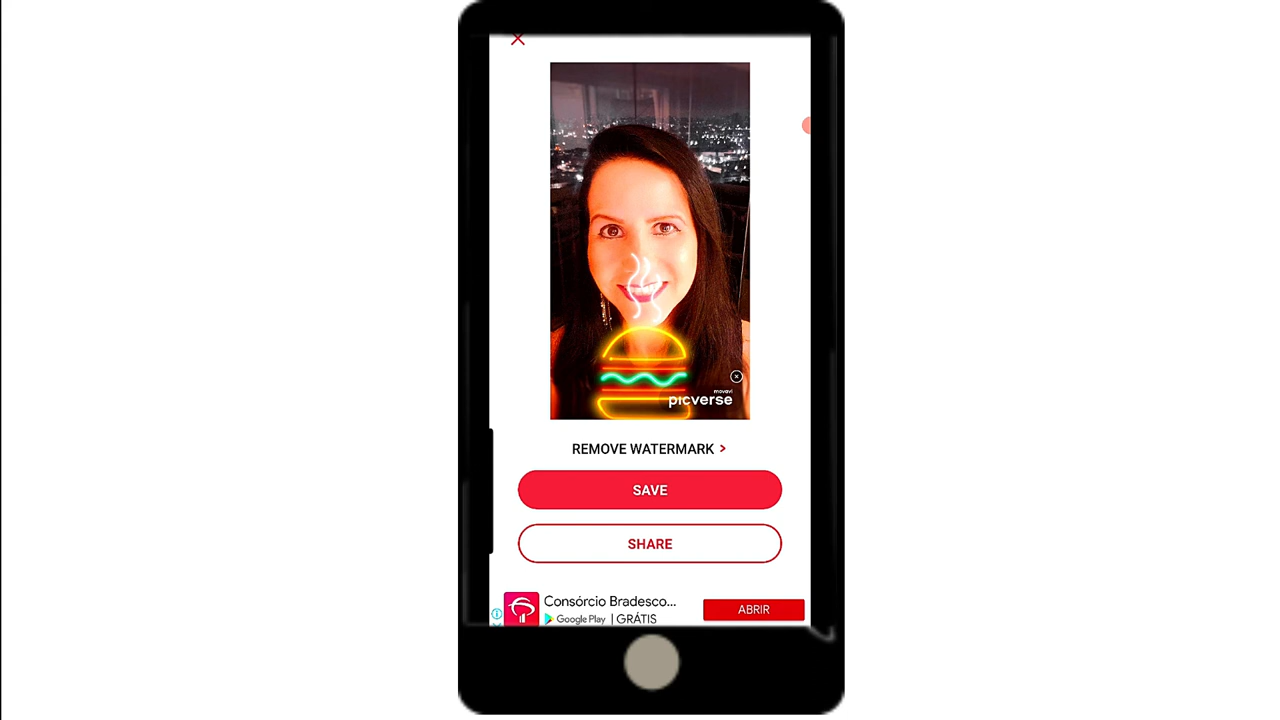 movavi
picverse
REMOVE WATERMARK >
SAVE
SHARE
Consórcio Bradesco...
Google Play | GRÁTIS
ABRIR